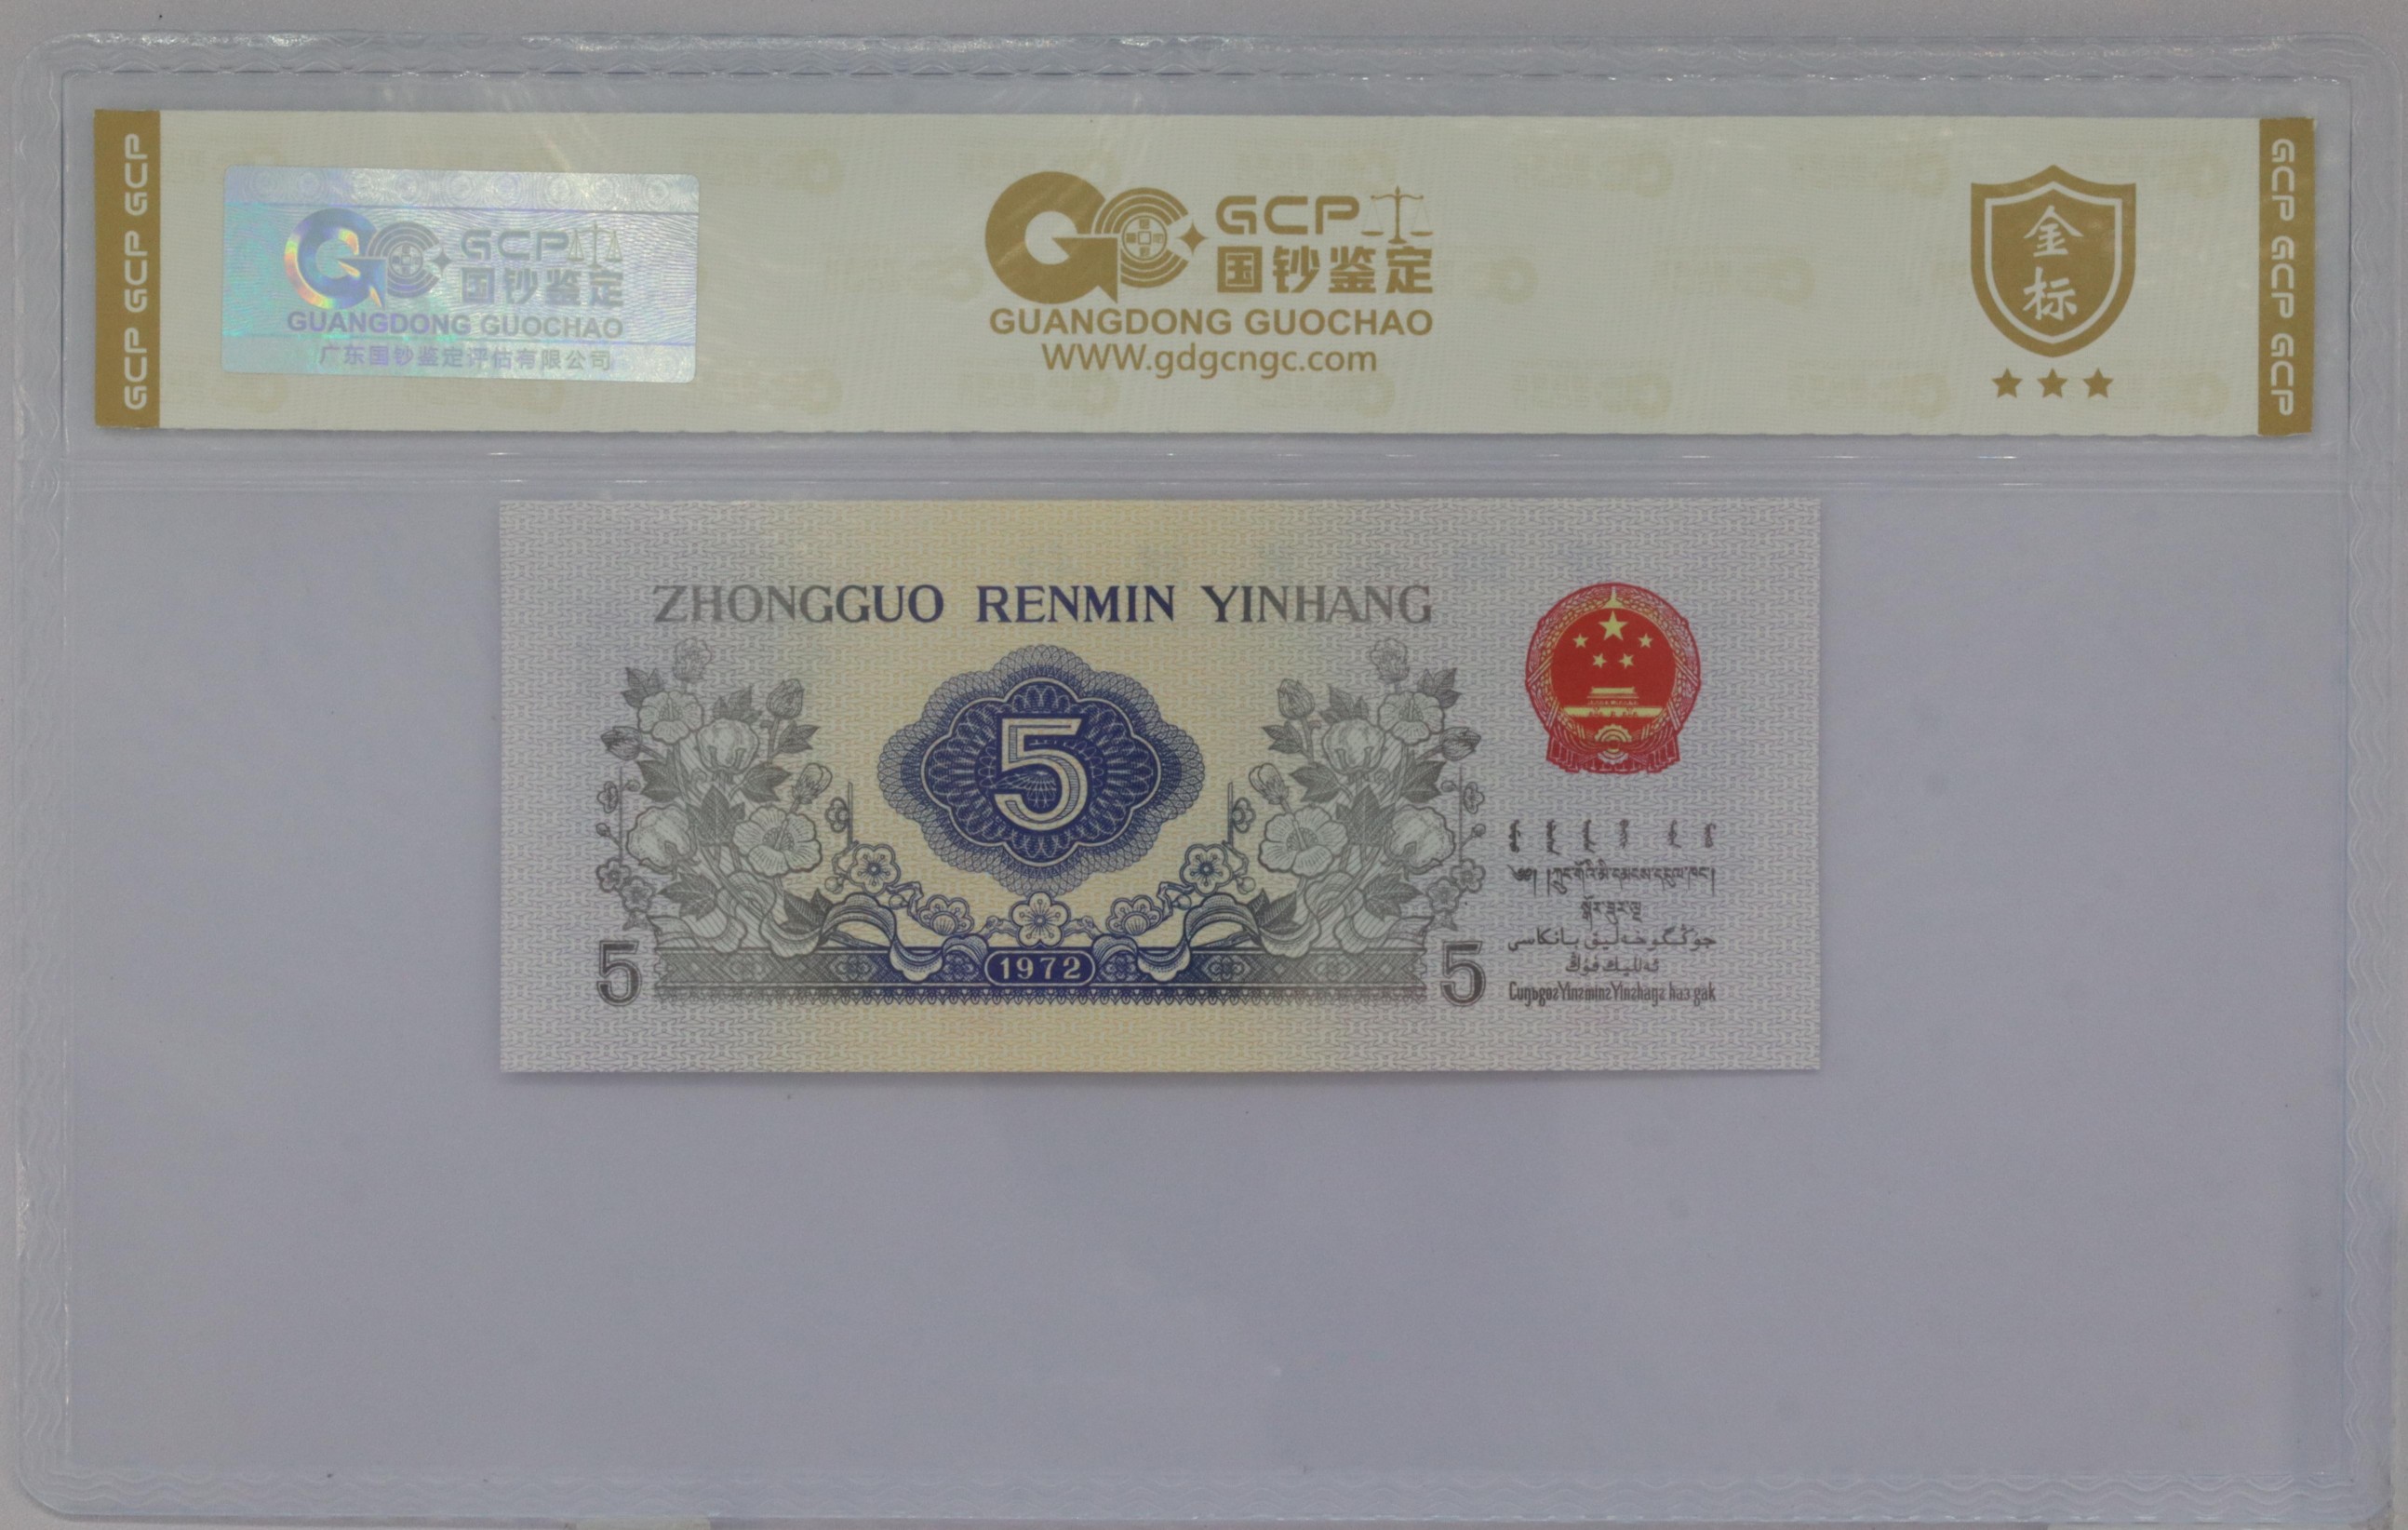 GCP GCP GCP
GCP
国钞鉴定
GUANGDONG GUOCHAO
广东国钞鉴定评估有限公司
GCP
国钞鉴定
GUANGDONG GUOCHAO
WWW.gdgcngc.com
金
标
GCP GCP GCP
ZHONGGUO RENMIN YINHANG
5
1972
5
5